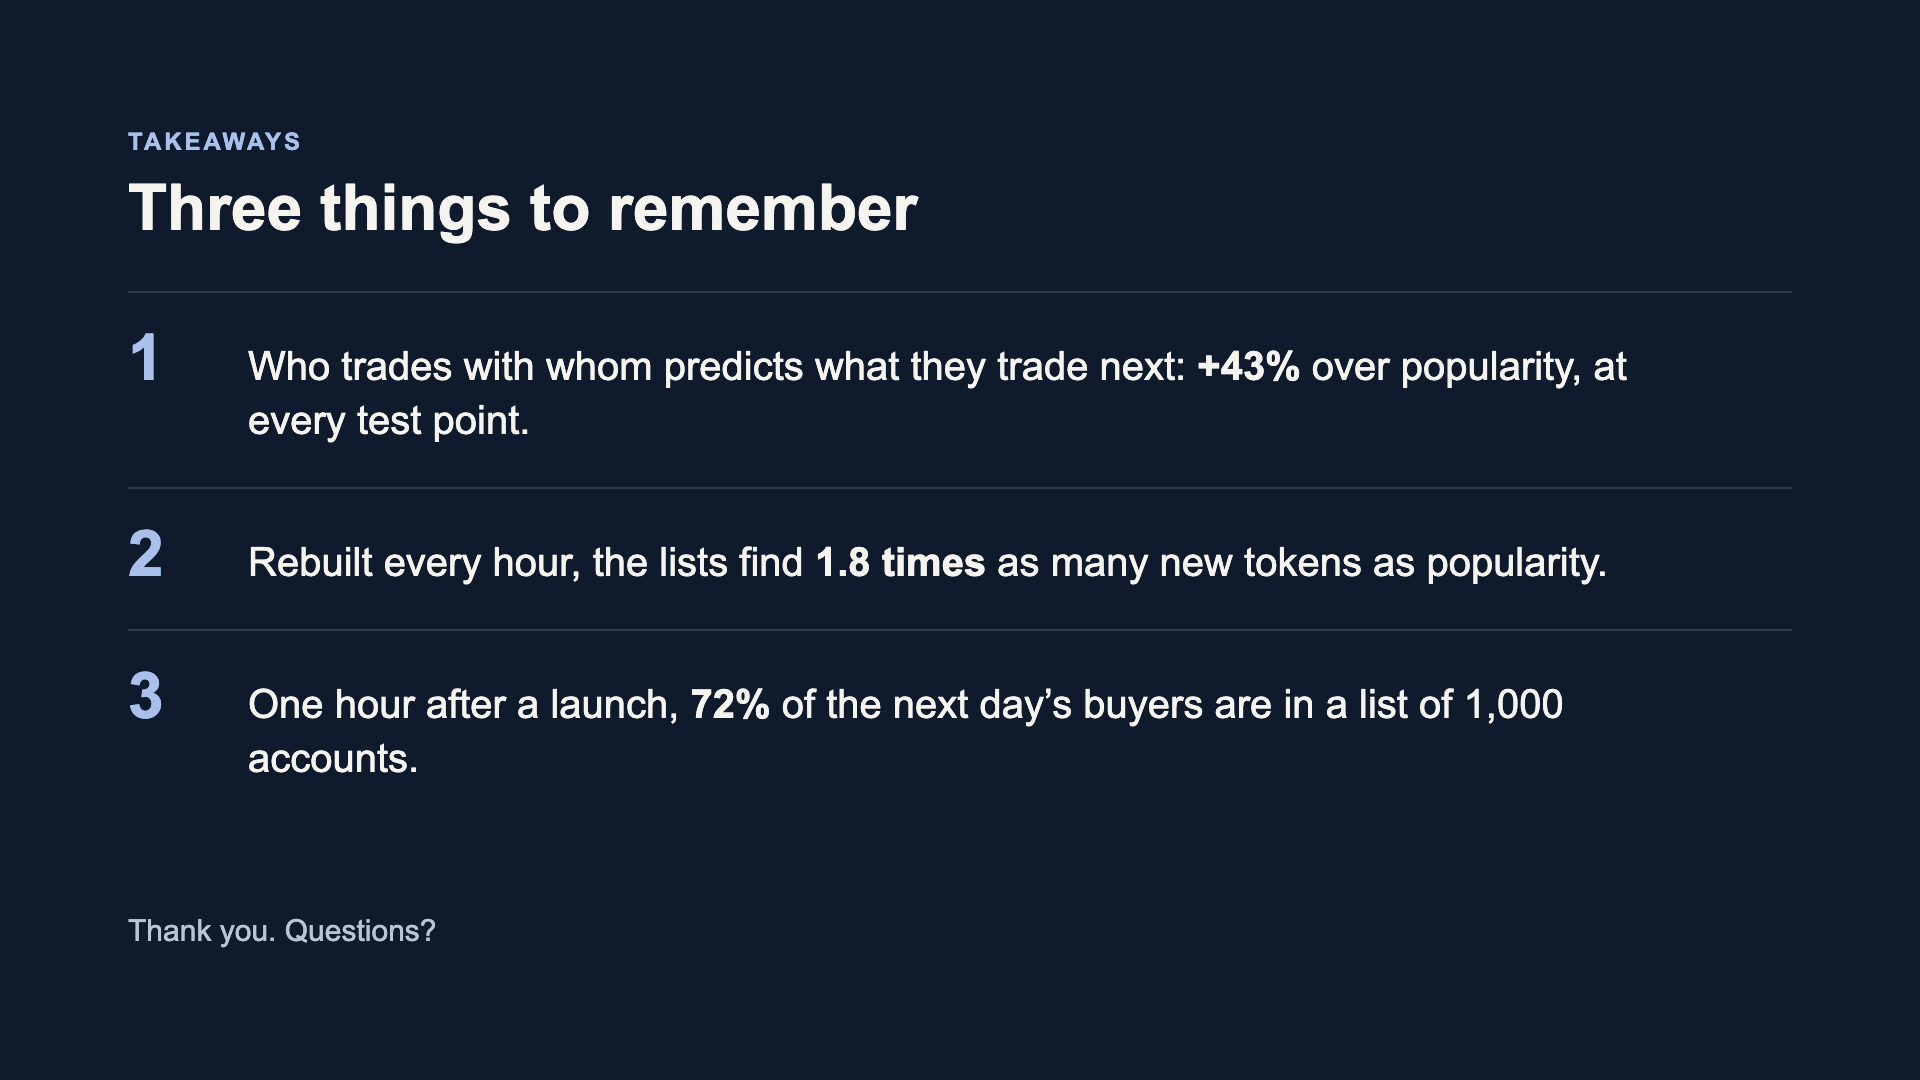 TAKEAWAYS
Three things to remember
1
Who trades with whom predicts what they trade next: +43% over popularity, at
every test point.
2
Rebuilt every hour, the lists find 1.8 times as many new tokens as popularity.
3
One hour after a launch, 72% of the next day’s buyers are in a list of 1,000
accounts.
Thank you. Questions?